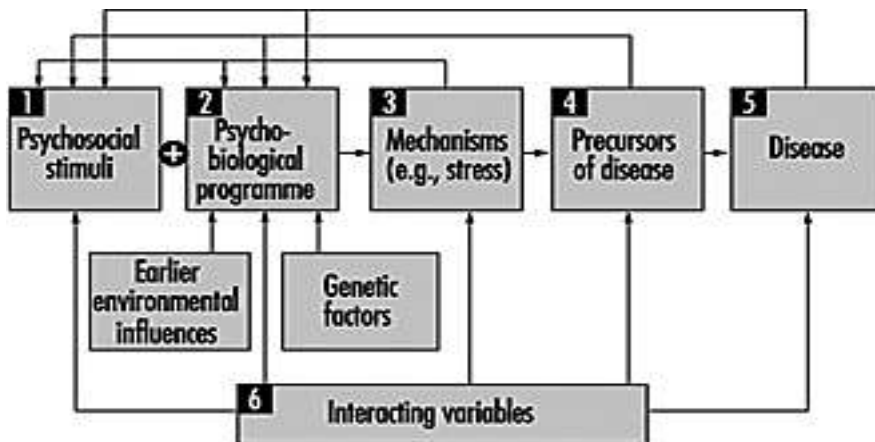 1
Psychosocial
stimuli
+
2
Psycho-
biological
programme
3
Mechanisms
(e.g., stress)
4
Precursors
of disease
5
Disease
Earlier
environmental
influences
Genetic
factors
6
Interacting variables